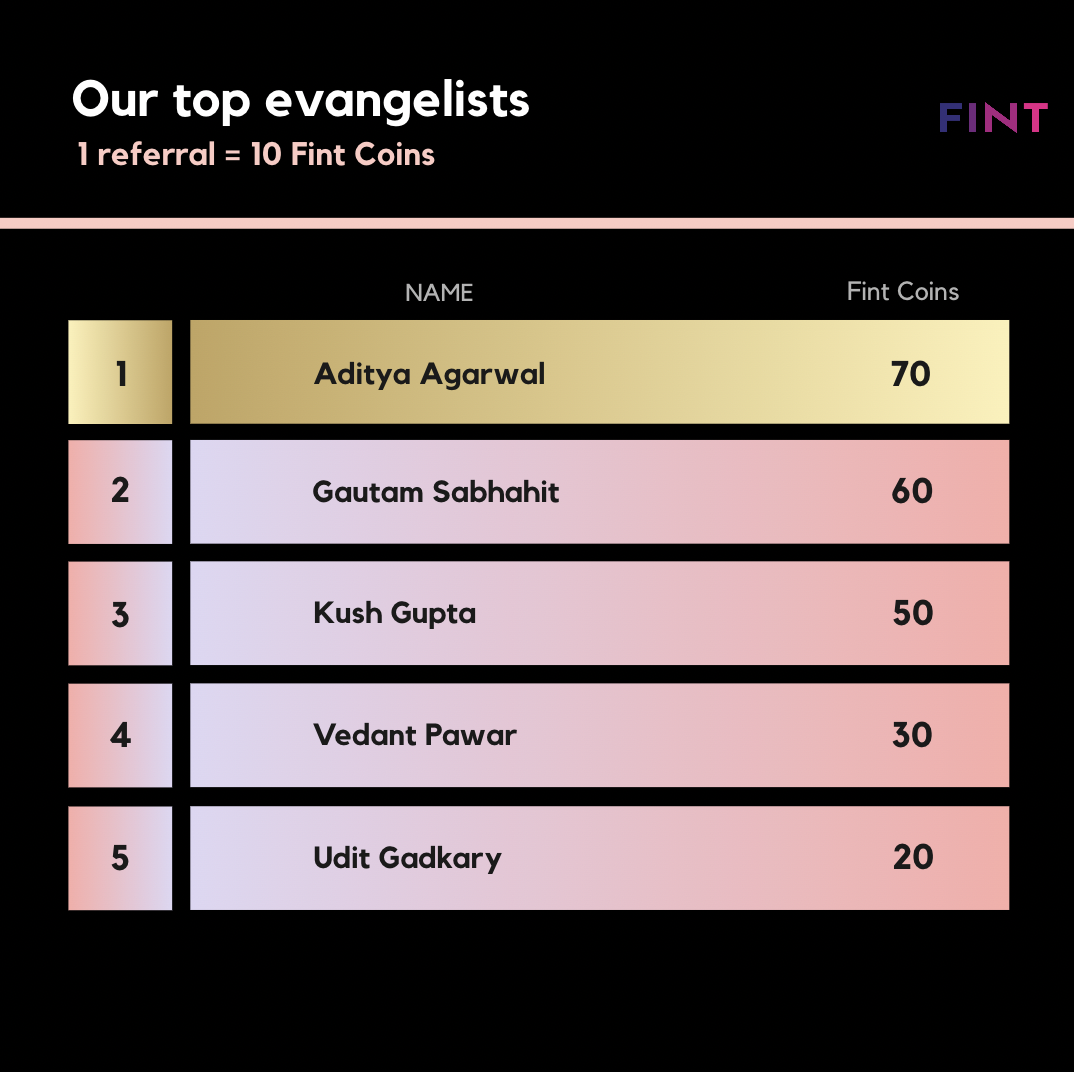 Our top evangelists
FINT
1 referral = 10 Fint Coins
NAME Fint Coins
1 Aditya Agarwal 70
2 Gautam Sabhahit 60
3 Kush Gupta 50
4 Vedant Pawar 30
5 Udit Gadkary 20